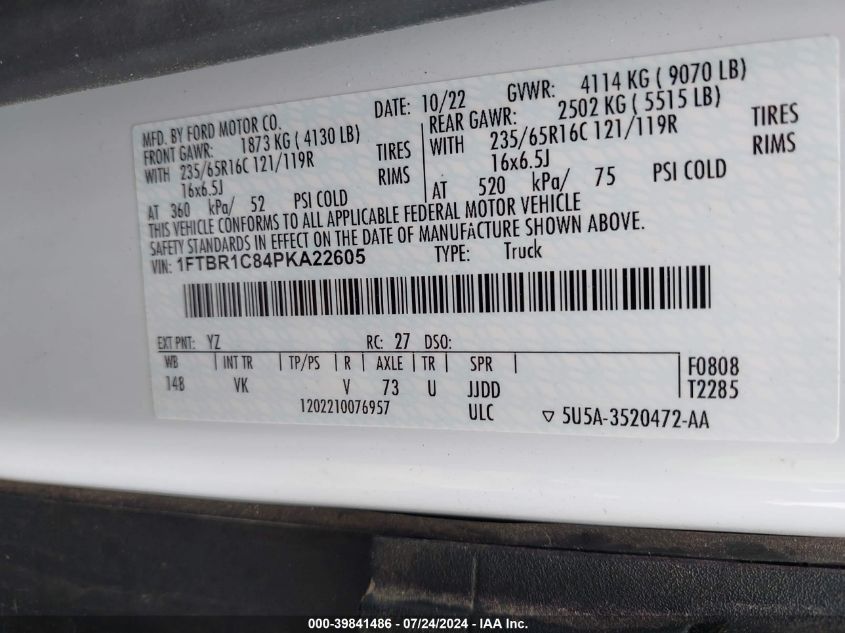 MFD. BY FORD MOTOR CO. DATE: 10/22 GVWR: 4114 KG ( 9070 LB)
FRONT GAWR: 1873 KG ( 4130 LB) REAR GAWR: 2502 KG ( 5515 LB)
WITH 235/65R16C 121/119R TIRES WITH 235/65R16C 121/119R TIRES
16x6.5J RIMS 16x6.5J RIMS
AT 360 kPa/ 52 PSI COLD AT 520 kPa/ 75 PSI COLD
THIS VEHICLE CONFORMS TO ALL APPLICABLE FEDERAL MOTOR VEHICLE
SAFETY STANDARDS IN EFFECT ON THE DATE OF MANUFACTURE SHOWN ABOVE.
VIN: 1FTBR1C84PKA22605 TYPE: Truck
EXT PNT: YZ RC: 27 DSO:
WB INT TR TP/PS R AXLE TR SPR F0808
148 VK V 73 U JJDD T2285
1202210076957 ULC ▽ 5U5A-3520472-AA
000-39841486 - 07/24/2024 - IAA Inc.